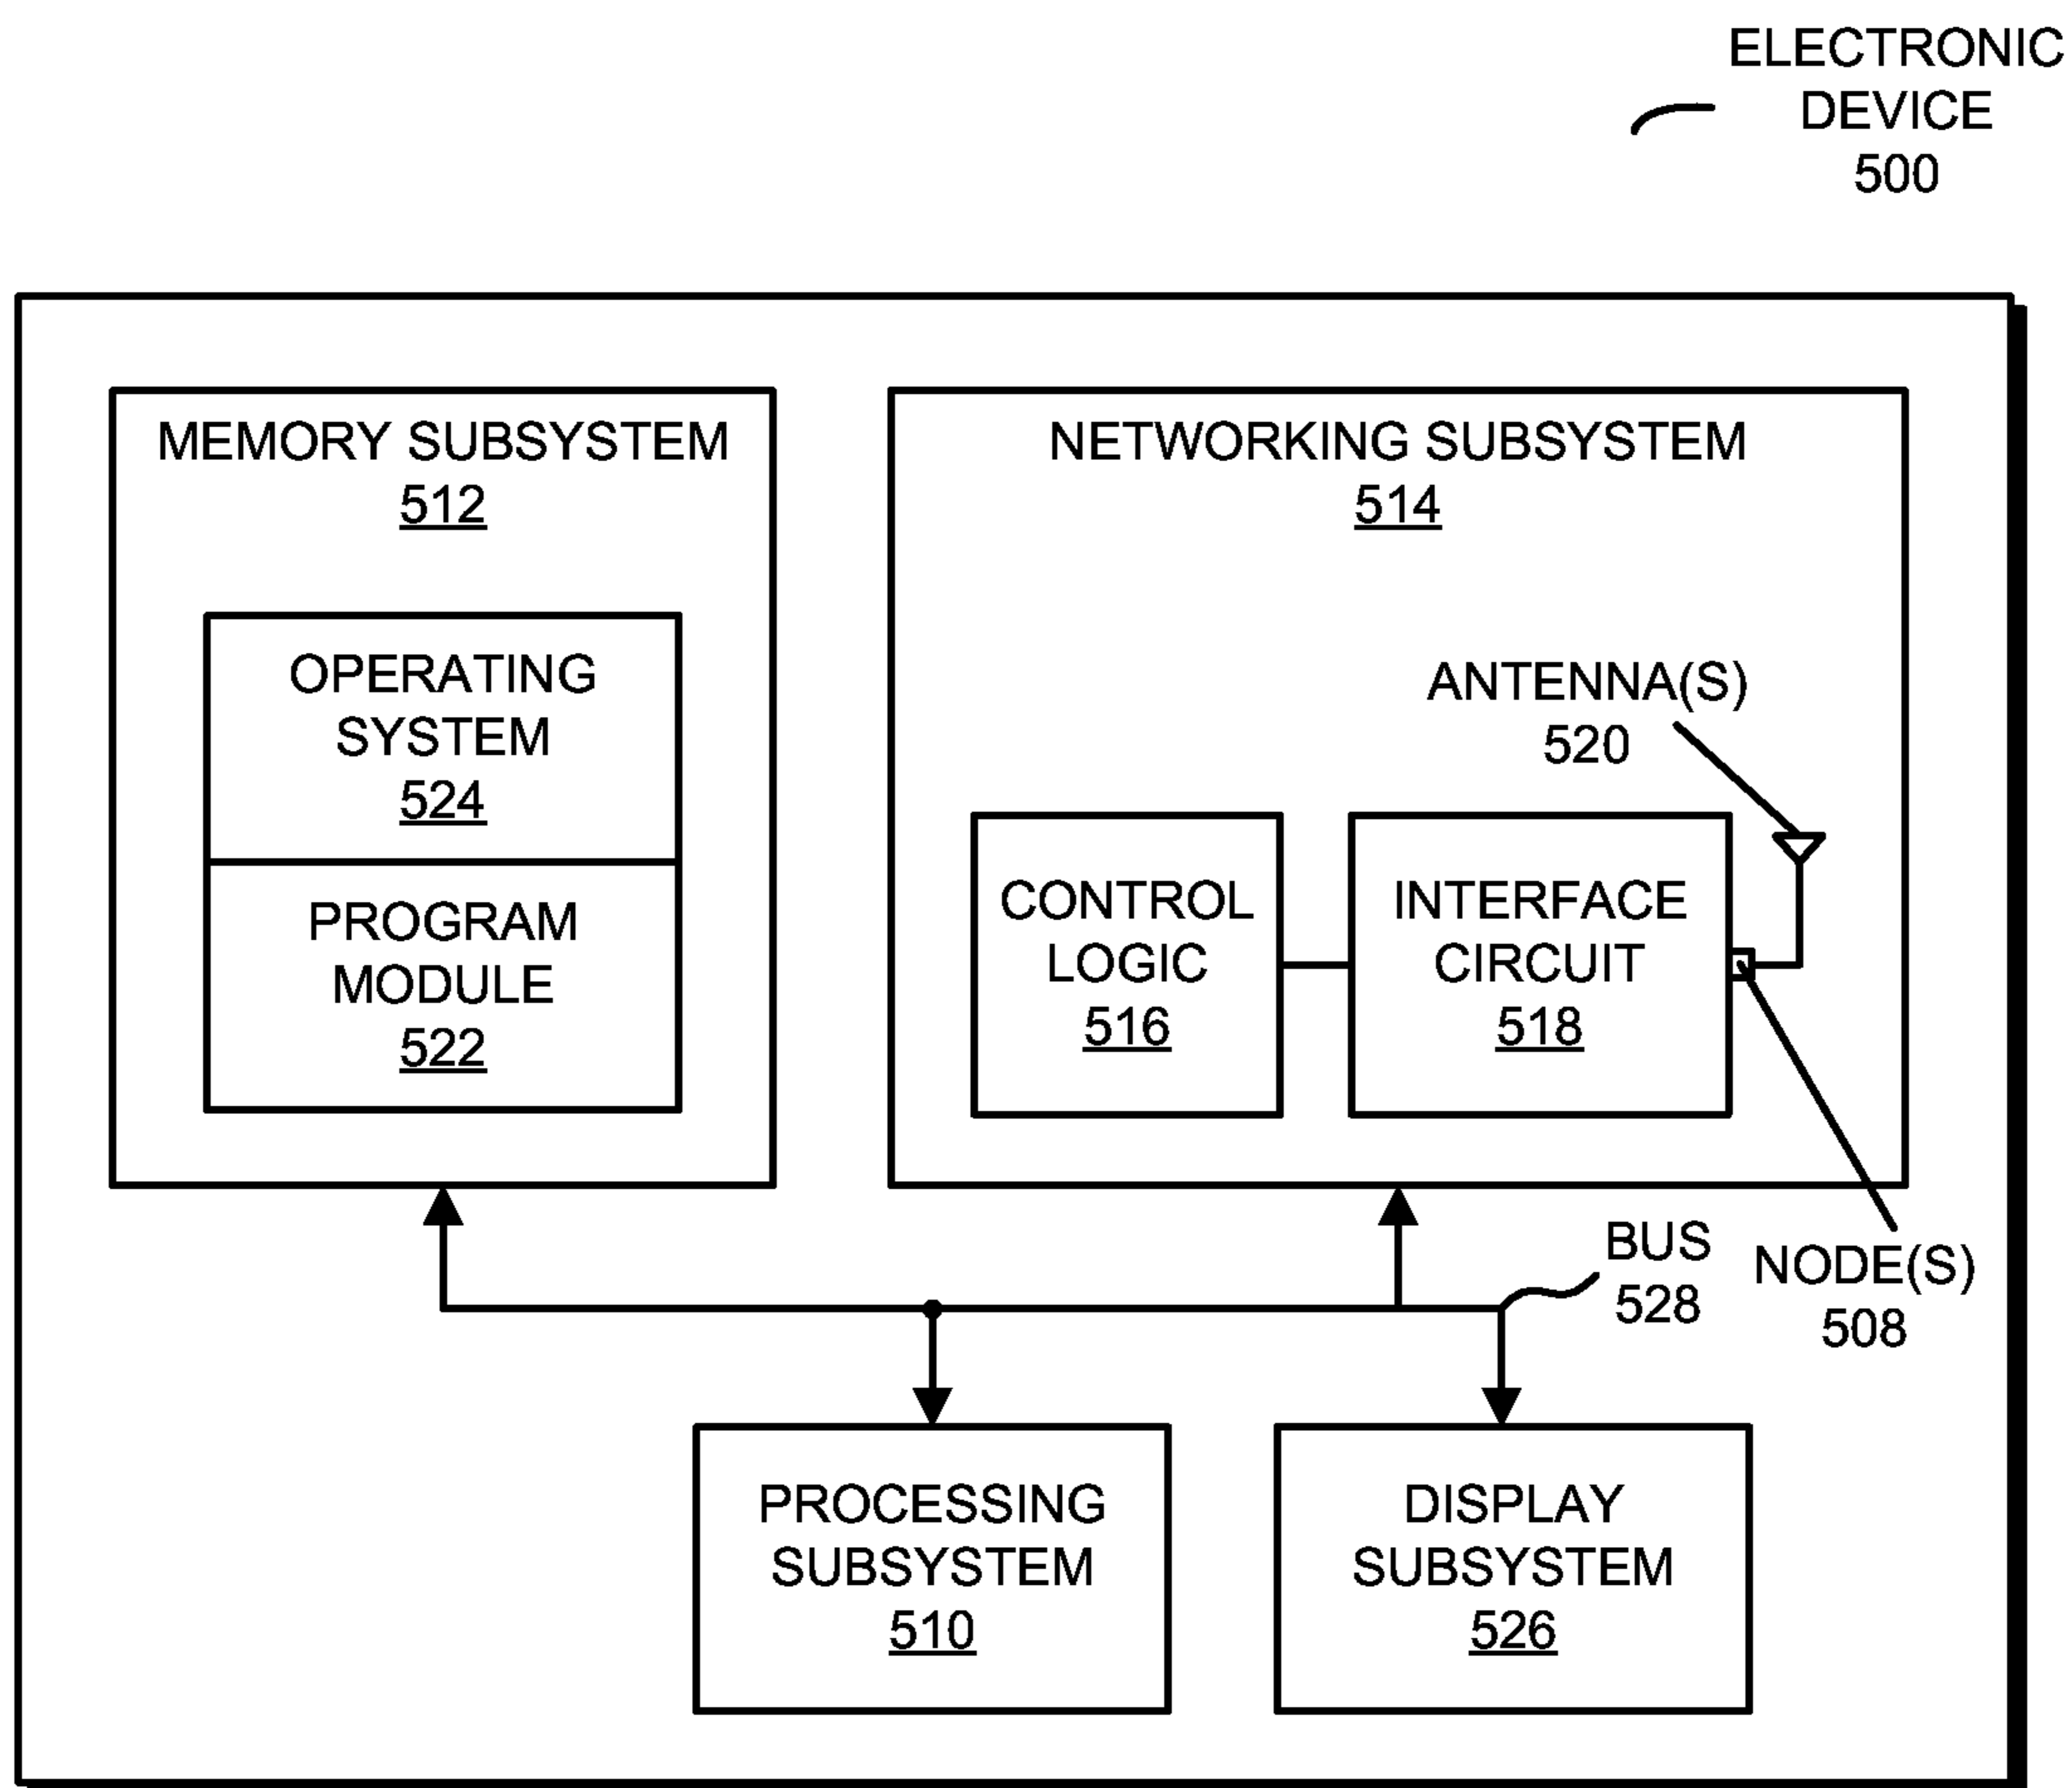 ELECTRONIC
DEVICE
500
MEMORY SUBSYSTEM
512
OPERATING
SYSTEM
524
PROGRAM
MODULE
522
NETWORKING SUBSYSTEM
514
ANTENNA(S)
520
CONTROL
LOGIC
516
INTERFACE
CIRCUIT
518
BUS
528
NODE(S)
508
PROCESSING
SUBSYSTEM
510
DISPLAY
SUBSYSTEM
526